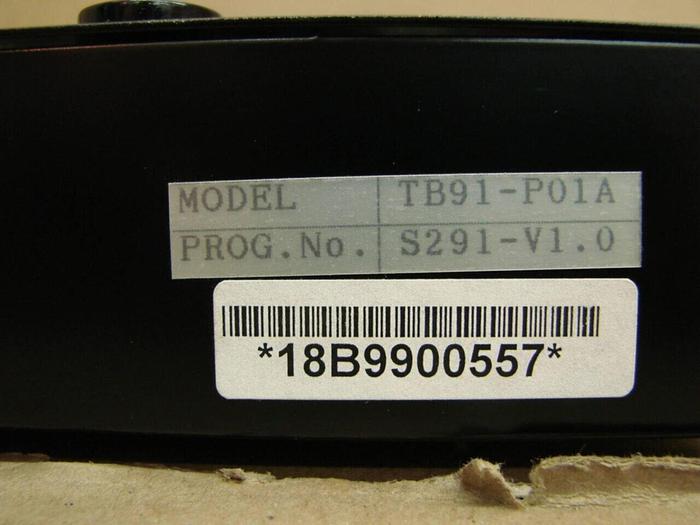 MODEL TB91-P01A
PROG.No. S291-V1.0
*18B9900557*